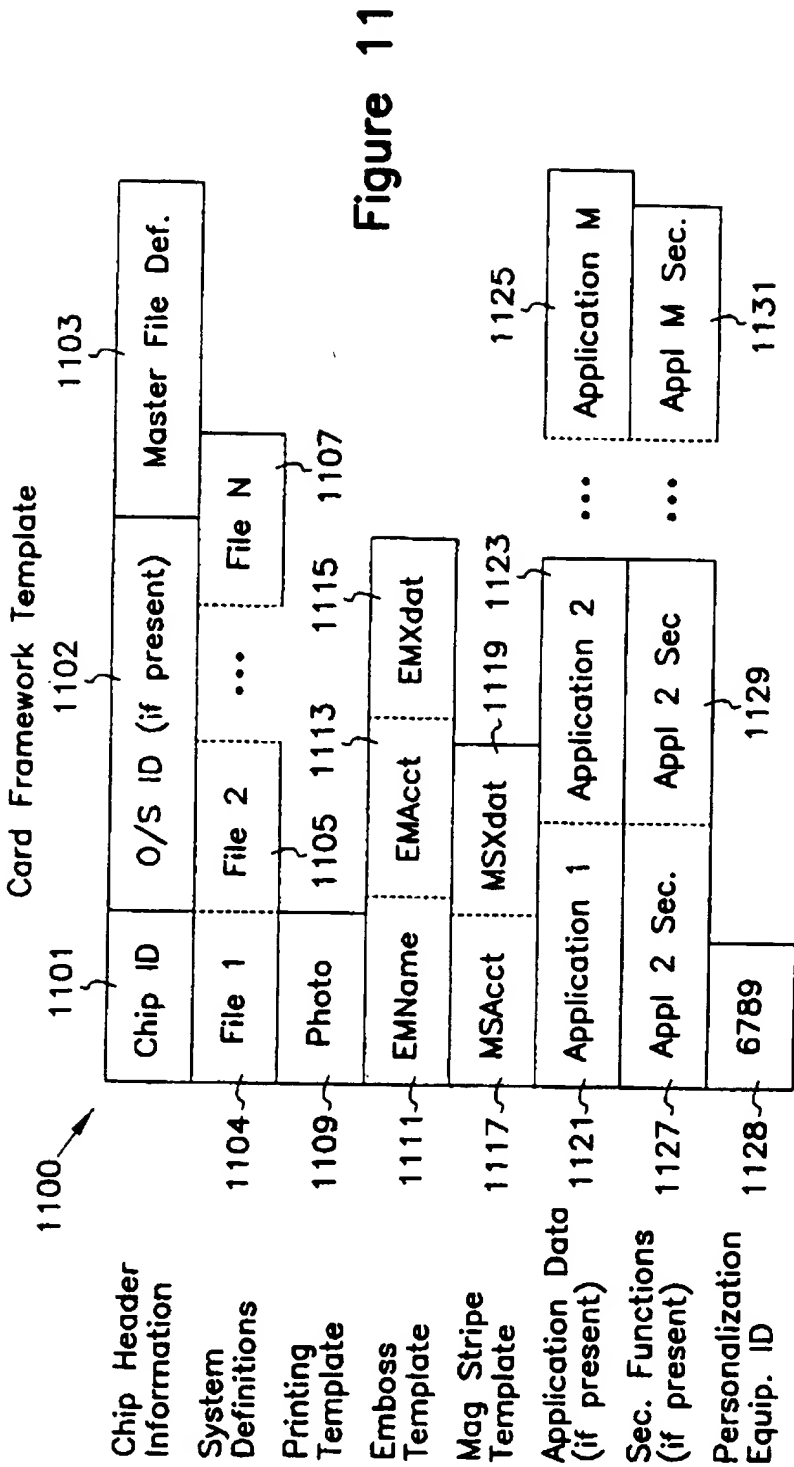 Card Framework Template
1100
1101
1102
1103
Chip Header
Information
Chip ID
O/S ID (if present)
Master File Def.
System
Definitions
1104
File 1
File 2
•••
File N
1105
1107
Printing
Template
1109
Photo
1113
1115
Emboss
Template
1111
EMName
EMAcct
EMXdat
1119
Mag Stripe
Template
1117
MSAcct
MSXdat
1123
1125
Application Data
(if present)
1121
Application 1
Application 2
•••
Application M
Sec. Functions
(if present)
1127
Appl 2 Sec.
Appl 2 Sec
•••
Appl M Sec.
1129
1131
Personalization
Equip. ID
1128
6789
Figure 11